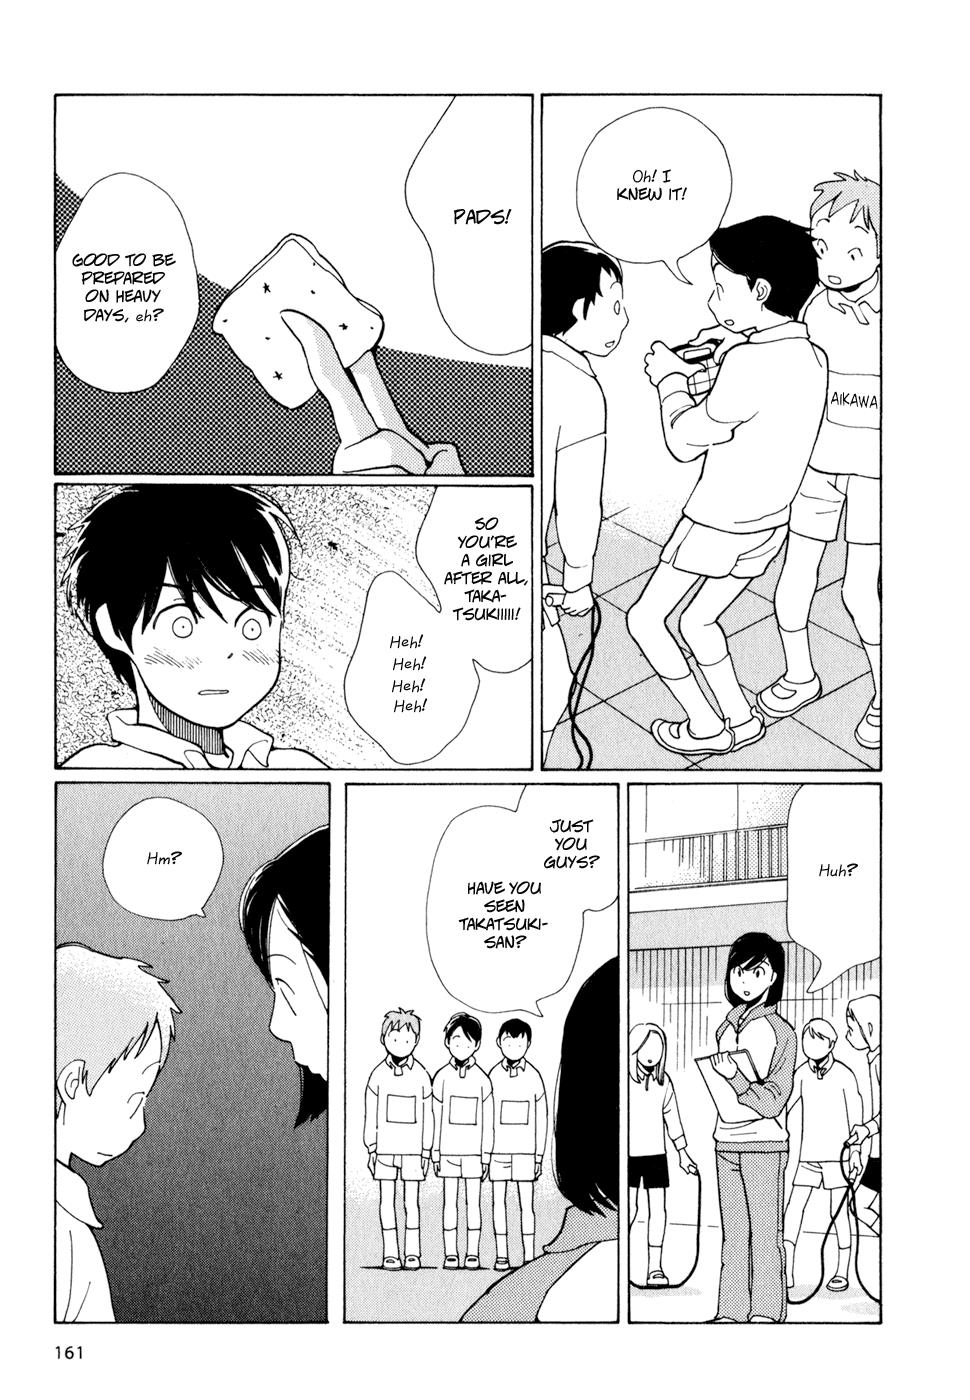 Oh! I
KNEW IT!
AIKAWA
PADS!
GOOD TO BE
PREPARED
ON HEAVY
DAYS, eh?
SO
YOU'RE
A GIRL
AFTER ALL,
TAKA-
TSUKIIIII!
Heh!
Heh!
Heh!
Heh!
Huh?
JUST
YOU
GUYS?
HAVE YOU
SEEN
TAKATSUKI-
SAN?
Hm?
161